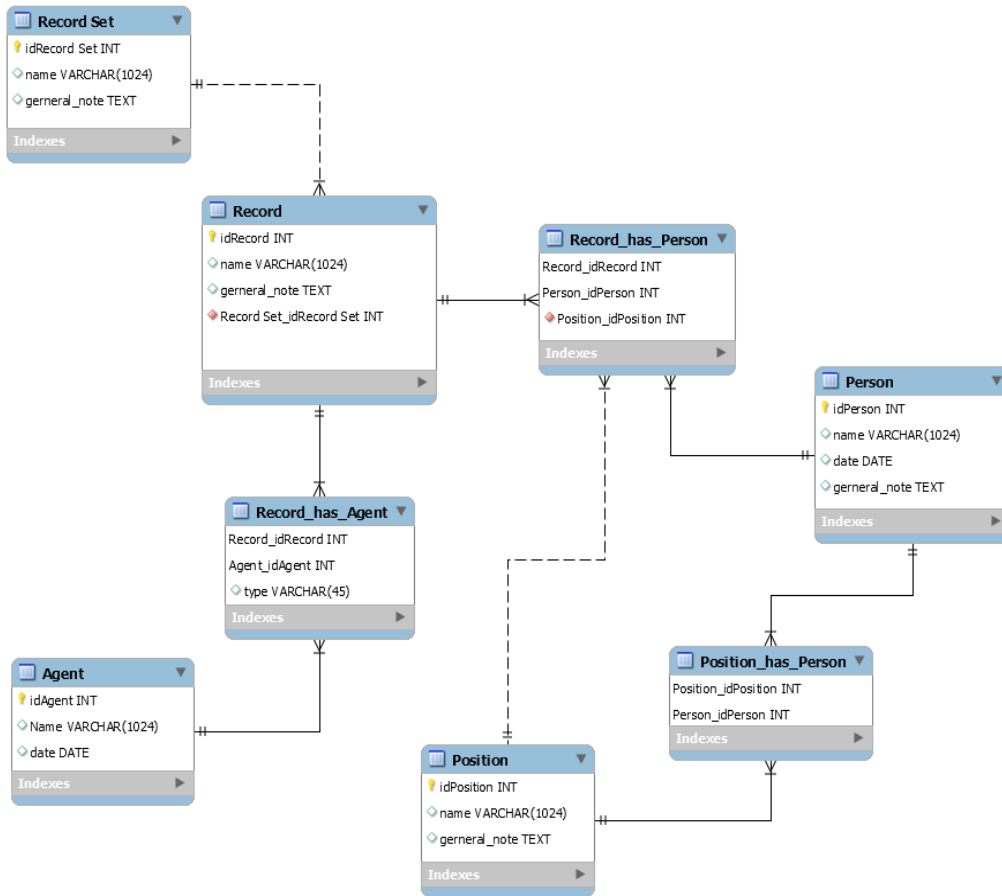 Record Set
idRecord Set INT
name VARCHAR(1024)
gerneral_note TEXT
Indexes
Record
idRecord INT
name VARCHAR(1024)
gerneral_note TEXT
Record Set_idRecord Set INT
Indexes
Record_has_Person
Record_idRecord INT
Person_idPerson INT
Position_idPosition INT
Indexes
Person
idPerson INT
name VARCHAR(1024)
date DATE
gerneral_note TEXT
Indexes
Record_has_Agent
Record_idRecord INT
Agent_idAgent INT
type VARCHAR(45)
Indexes
Agent
idAgent INT
Name VARCHAR(1024)
date DATE
Indexes
Position_has_Person
Position_idPosition INT
Person_idPerson INT
Indexes
Position
idPosition INT
name VARCHAR(1024)
gerneral_note TEXT
Indexes